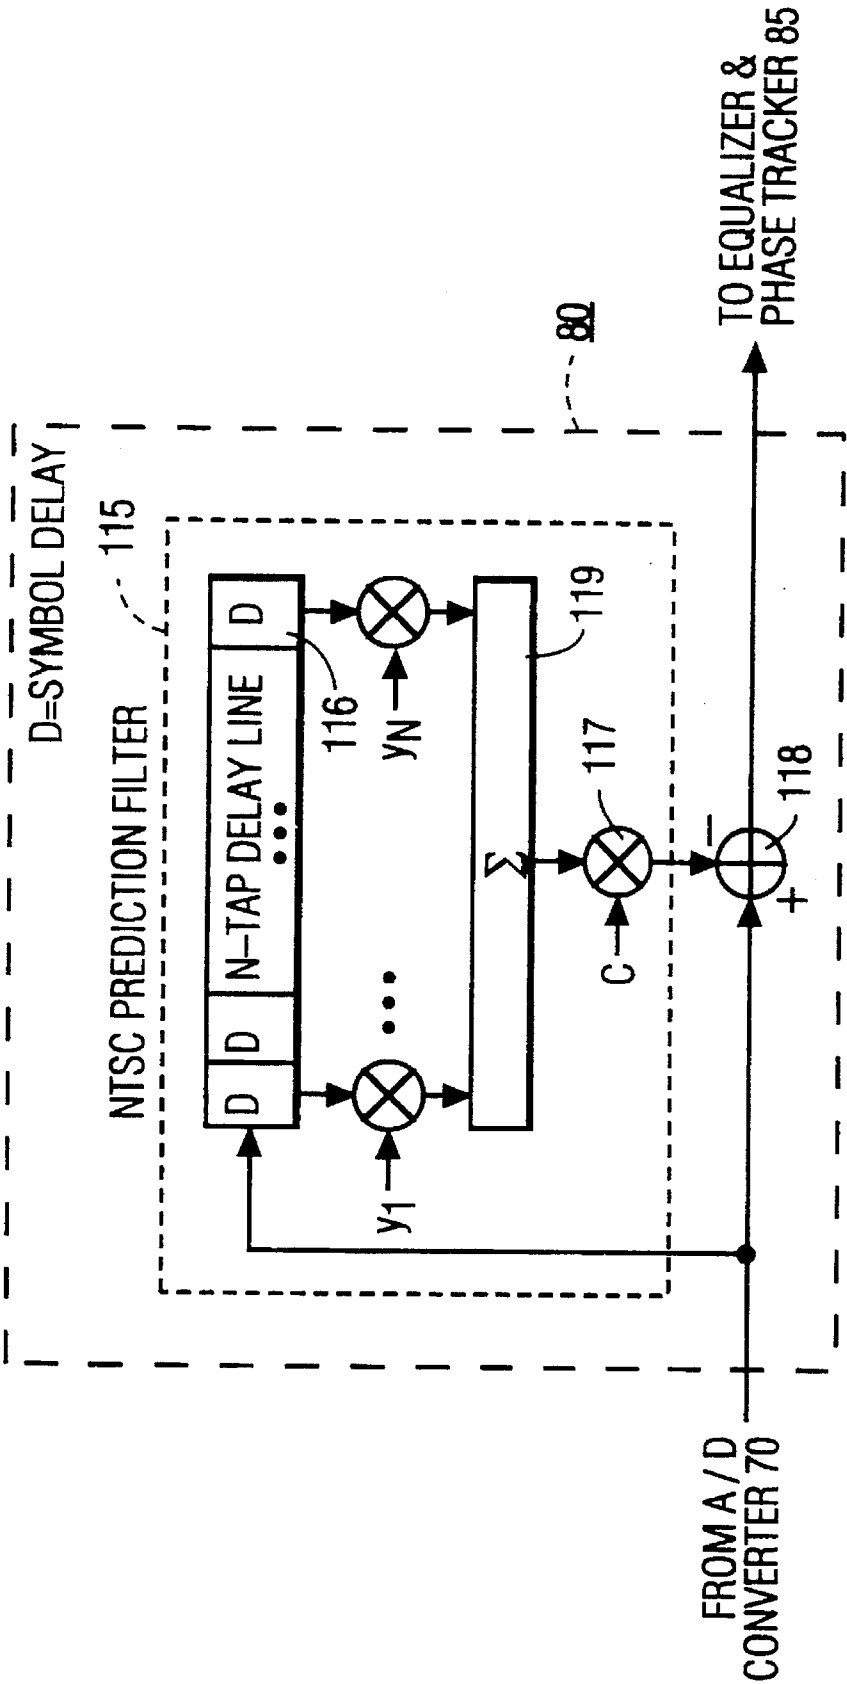 D=SYMBOL DELAY
NTSC PREDICTION FILTER
115
D
D
N-TAP DELAY LINE
•••
D
116
y1
•••
yN
Σ
119
C
117
−
+
118
80
FROM A / D
CONVERTER 70
TO EQUALIZER &
PHASE TRACKER 85